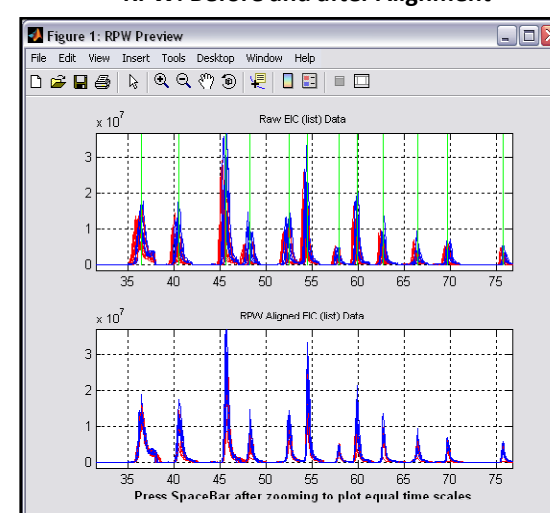 RPW: Before and after Alignment
Figure 1: RPW Preview
File Edit View Insert Tools Desktop Window Help
x 10^7
Raw EIC (list) Data
3
2
1
0
35 40 45 50 55 60 65 70 75
x 10^7
RPW Aligned EIC (list) Data
3
2
1
0
35 40 45 50 55 60 65 70 75
Press SpaceBar after zooming to plot equal time scales